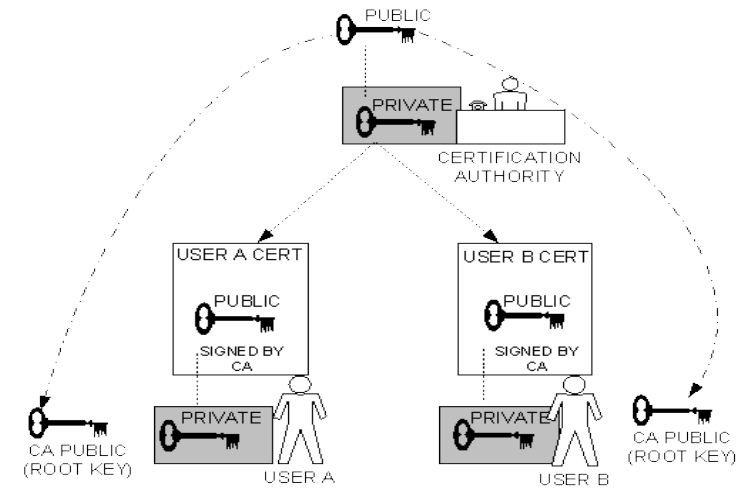 PUBLIC
PRIVATE
CERTIFICATION
AUTHORITY
USER A CERT
PUBLIC
SIGNED BY
CA
USER B CERT
PUBLIC
SIGNED BY
CA
PRIVATE
USER A
PRIVATE
USER B
CA PUBLIC
(ROOT KEY)
CA PUBLIC
(ROOT KEY)